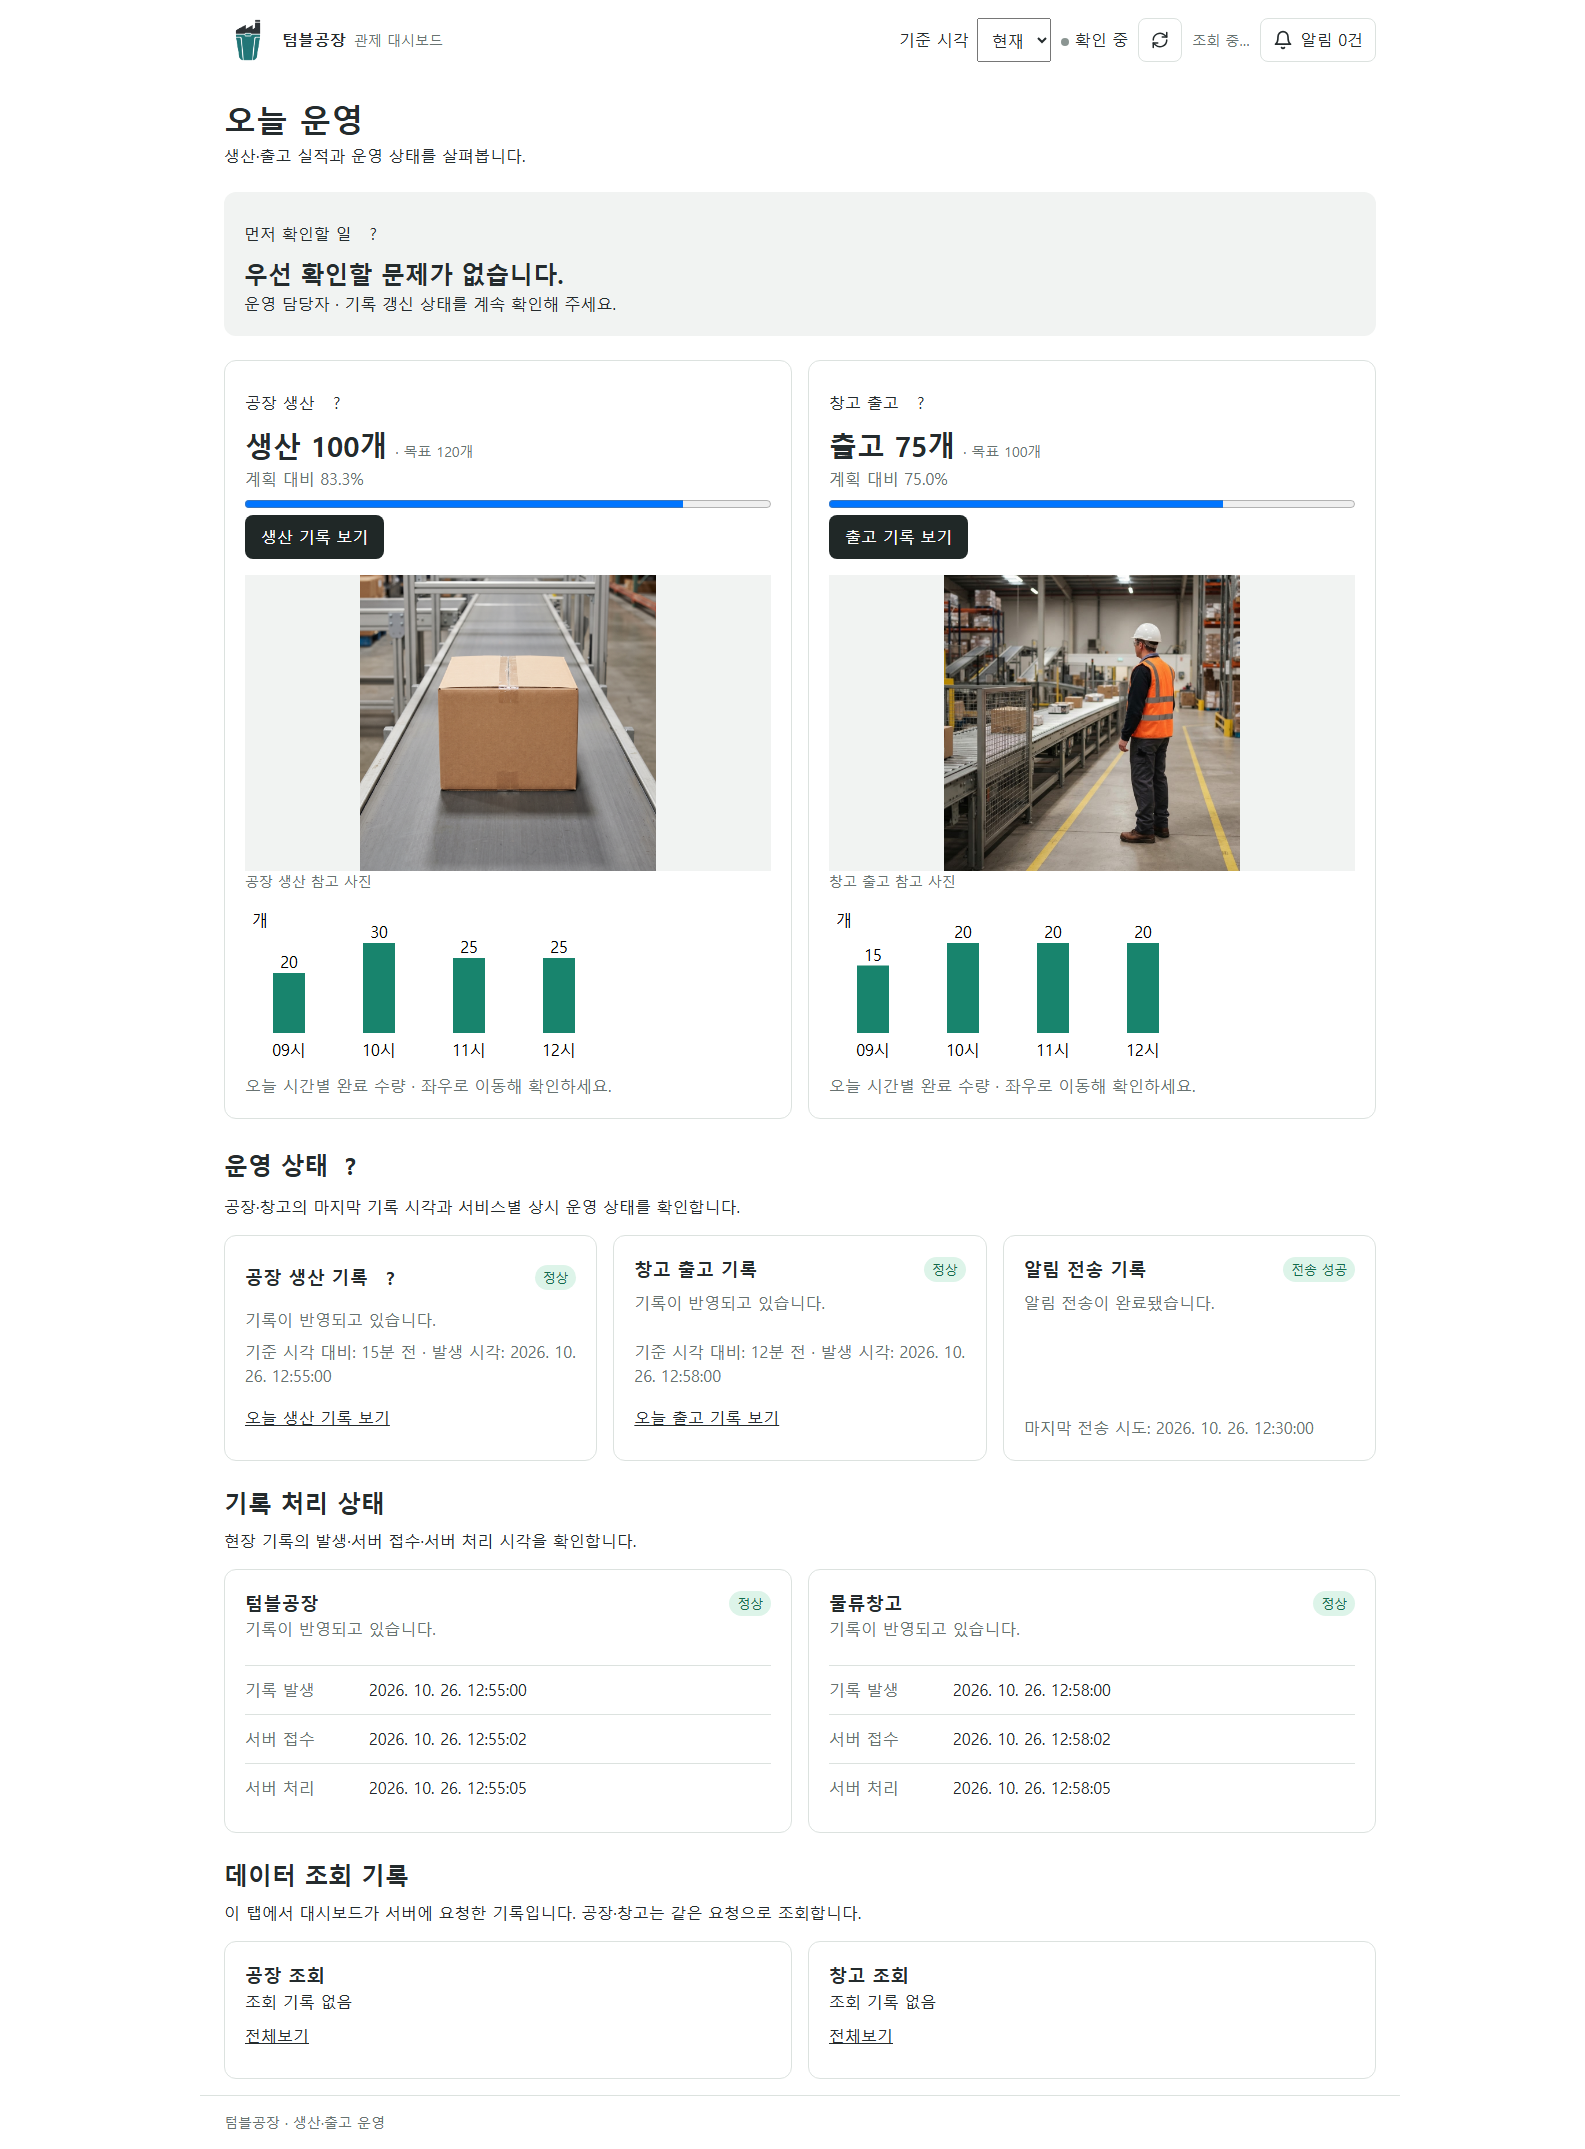 텀블공장 관제 대시보드
기준 시각 현재 확인 중 조회 중... 알림 0건
오늘 운영
생산·출고 실적과 운영 상태를 살펴봅니다.
먼저 확인할 일 ?
우선 확인할 문제가 없습니다.
운영 담당자 · 기록 갱신 상태를 계속 확인해 주세요.
공장 생산 ?
생산 100개 · 목표 120개
계획 대비 83.3%
생산 기록 보기
공장 생산 참고 사진
개
20 30 25 25
09시 10시 11시 12시
오늘 시간별 완료 수량 · 좌우로 이동해 확인하세요.
창고 출고 ?
출고 75개 · 목표 100개
계획 대비 75.0%
출고 기록 보기
창고 출고 참고 사진
개
15 20 20 20
09시 10시 11시 12시
오늘 시간별 완료 수량 · 좌우로 이동해 확인하세요.
운영 상태 ?
공장·창고의 마지막 기록 시각과 서비스별 상시 운영 상태를 확인합니다.
공장 생산 기록 ? 정상
기록이 반영되고 있습니다.
기준 시각 대비: 15분 전 · 발생 시각: 2026. 10.
26. 12:55:00
오늘 생산 기록 보기
창고 출고 기록 정상
기록이 반영되고 있습니다.
기준 시각 대비: 12분 전 · 발생 시각: 2026. 10.
26. 12:58:00
오늘 출고 기록 보기
알림 전송 기록 전송 성공
알림 전송이 완료됐습니다.
마지막 전송 시도: 2026. 10. 26. 12:30:00
기록 처리 상태
현장 기록의 발생·서버 접수·서버 처리 시각을 확인합니다.
텀블공장 정상
기록이 반영되고 있습니다.
기록 발생 2026. 10. 26. 12:55:00
서버 접수 2026. 10. 26. 12:55:02
서버 처리 2026. 10. 26. 12:55:05
물류창고 정상
기록이 반영되고 있습니다.
기록 발생 2026. 10. 26. 12:58:00
서버 접수 2026. 10. 26. 12:58:02
서버 처리 2026. 10. 26. 12:58:05
데이터 조회 기록
이 탭에서 대시보드가 서버에 요청한 기록입니다. 공장·창고는 같은 요청으로 조회합니다.
공장 조회
조회 기록 없음
전체보기
창고 조회
조회 기록 없음
전체보기
텀블공장 · 생산·출고 운영